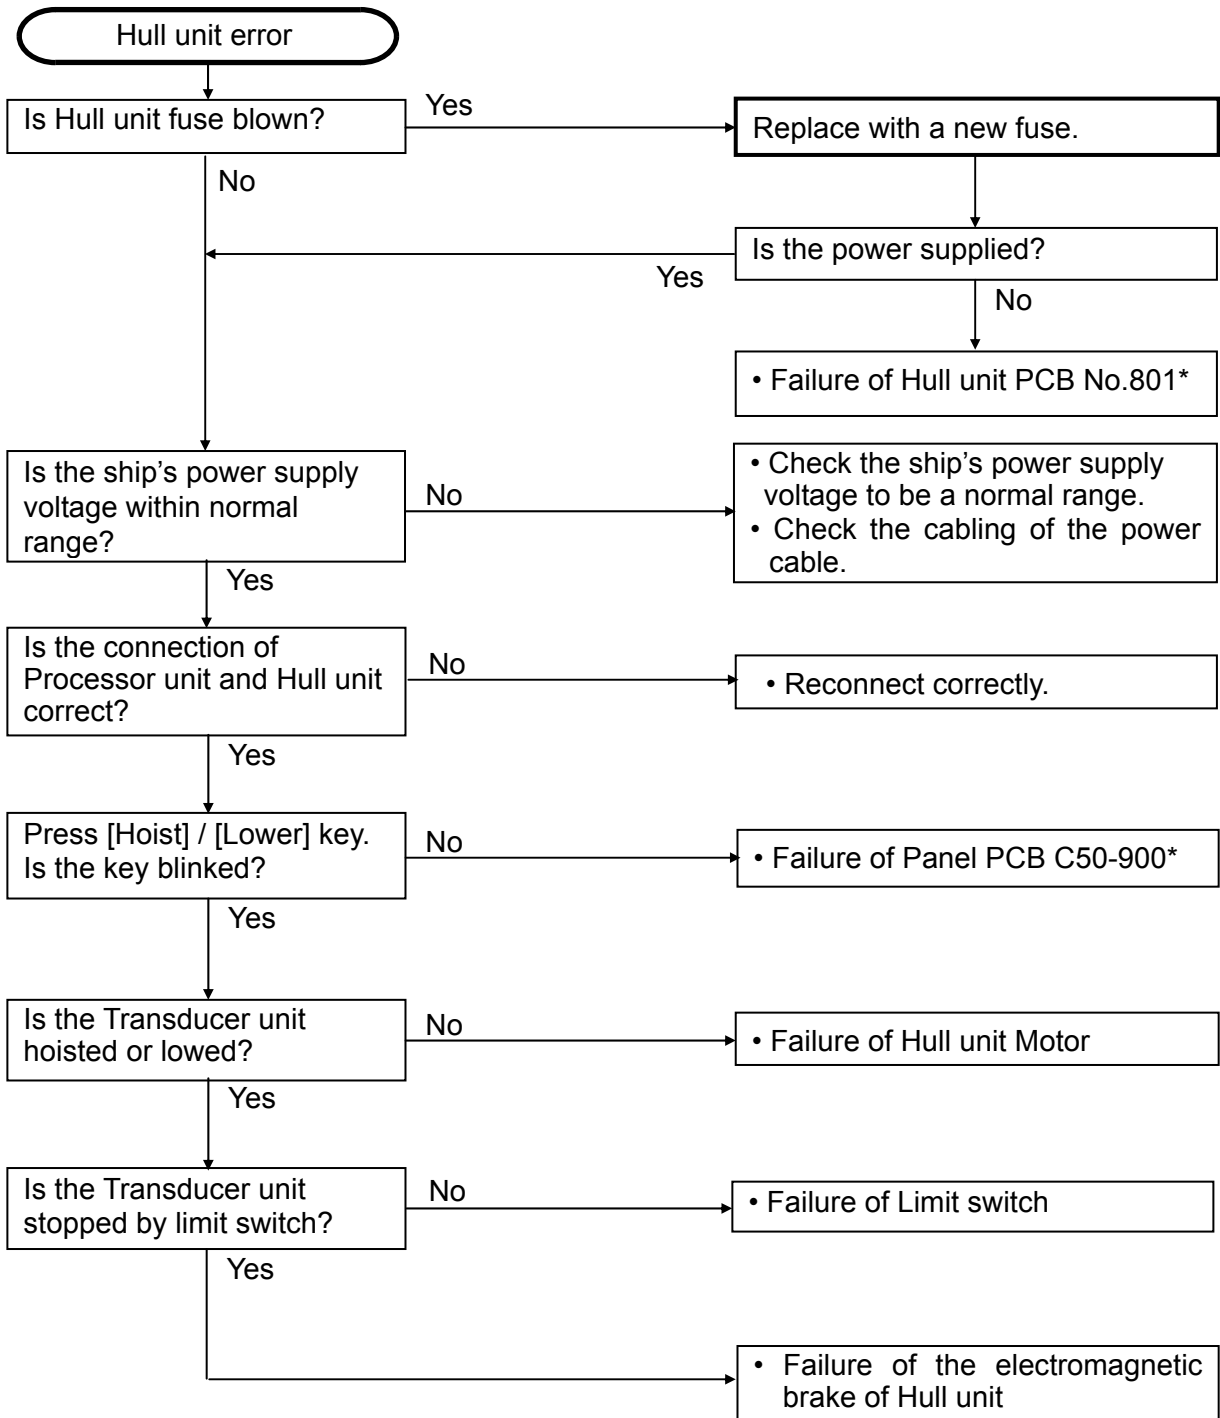 Hull unit error
Is Hull unit fuse blown?
Yes
Replace with a new fuse.
No
Is the power supplied?
Yes
No
• Failure of Hull unit PCB No.801*
Is the ship’s power supply
voltage within normal
range?
No
• Check the ship’s power supply
voltage to be a normal range.
• Check the cabling of the power
cable.
Yes
Is the connection of
Processor unit and Hull unit
correct?
No
• Reconnect correctly.
Yes
Press [Hoist] / [Lower] key.
Is the key blinked?
No
• Failure of Panel PCB C50-900*
Yes
Is the Transducer unit
hoisted or lowed?
No
• Failure of Hull unit Motor
Yes
Is the Transducer unit
stopped by limit switch?
No
• Failure of Limit switch
Yes
• Failure of the electromagnetic
brake of Hull unit